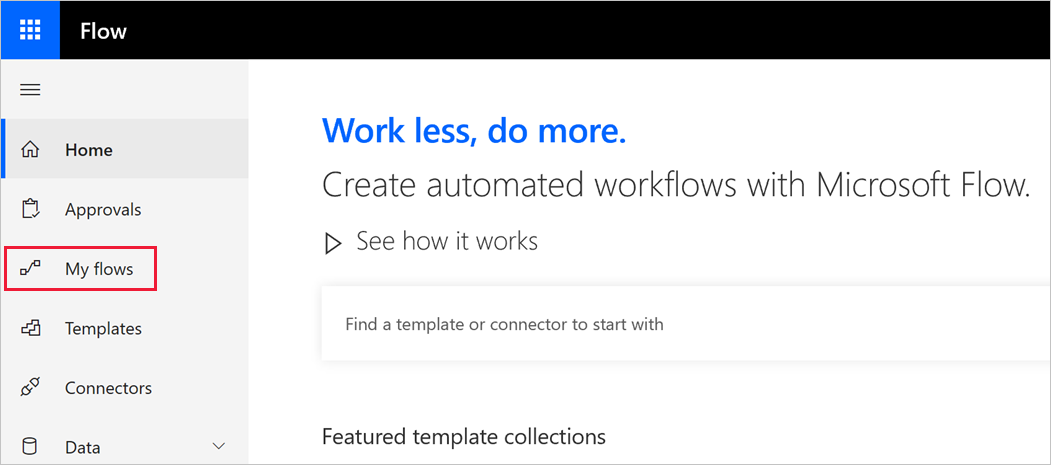 Flow
Home
Approvals
My flows
Templates
Connectors
Data
Work less, do more.
Create automated workflows with Microsoft Flow.
See how it works
Find a template or connector to start with
Featured template collections